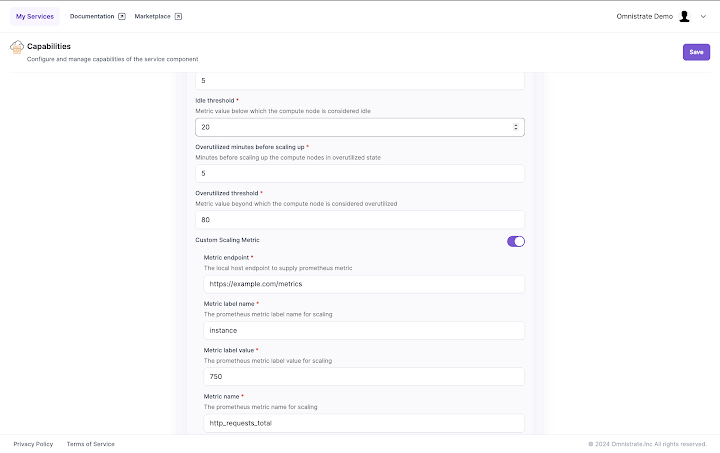 My Services Documentation Marketplace Omnistrate Demo
Capabilities
Configure and manage capabilities of the service component
Save
5
Idle threshold *
Metric value below which the compute node is considered idle
20
Overutilized minutes before scaling up *
Minutes before scaling up the compute nodes in overutilized state
5
Overutilized threshold *
Metric value beyond which the compute node is considered overutilized
80
Custom Scaling Metric
Metric endpoint *
The local host endpoint to supply prometheus metric
https://example.com/metrics
Metric label name *
The prometheus metric label name for scaling
instance
Metric label value *
The prometheus metric label value for scaling
750
Metric name *
The prometheus metric name for scaling
http_requests_total
Privacy Policy Terms of Service © 2024 Omnistrate.Inc All rights reserved.